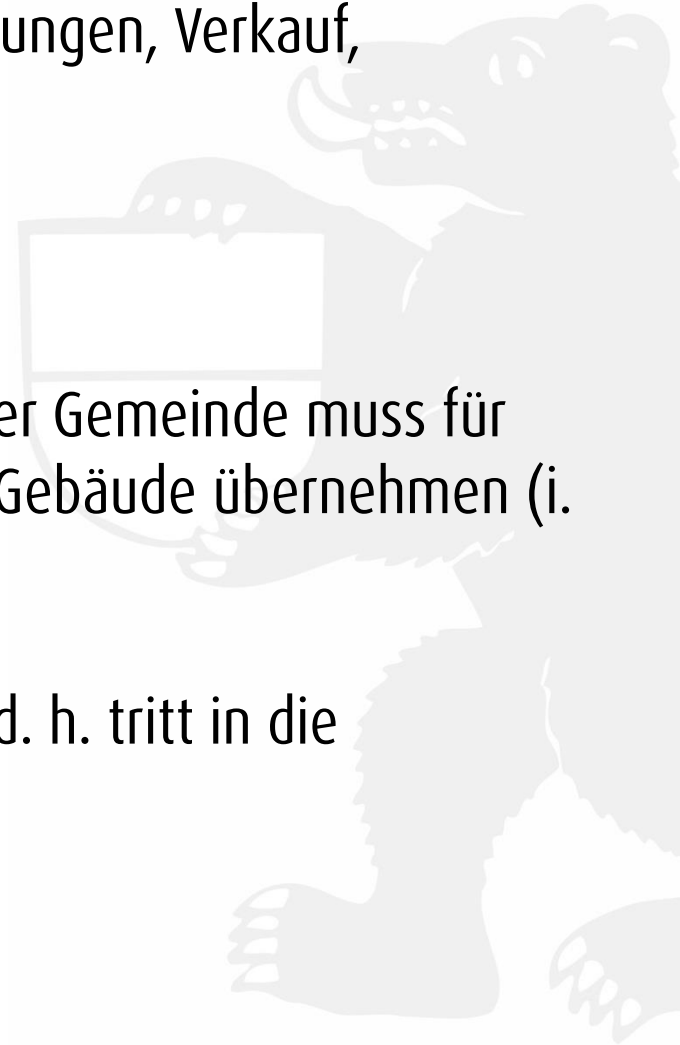 ungen, Verkauf,
er Gemeinde muss für
Gebäude übernehmen (i.
d. h. tritt in die